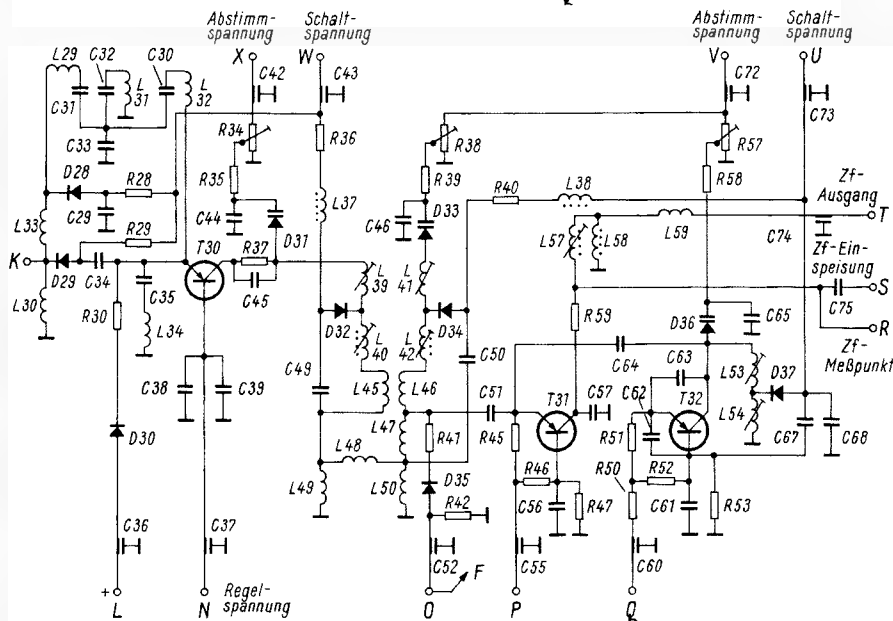 Abstimm-
spannung
Schalt-
spannung
Abstimm-
spannung
Schalt-
spannung
X
W
V
U
L29
C32
C30
L
31
L
32
C31
C33
C42
C43
C72
C73
R34
R36
R38
R57
R35
R39
R58
D28
R28
C29
R29
C44
D31
L37
C46
D33
R40
L38
Zf-
Ausgang
T
L33
K
D29
C34
T30
R37
C45
L
39
L
41
L57
L58
L59
C74
Zf-Ein-
speisung
S
C75
R
Zf-
Meßpunkt
L30
R30
C35
L34
D32
L
40
D34
L
42
R59
D36
C65
C64
C63
L53
D37
C38
C39
C49
L45
L46
C50
C51
T31
C57
C62
T32
L54
C67
C68
D30
L48
L47
R41
R45
R51
L49
L50
D35
R42
R46
R47
C56
R50
R52
C61
R53
C36
C37
C52
F
C55
C60
+
L
N
Regel-
spannung
O
P
Q